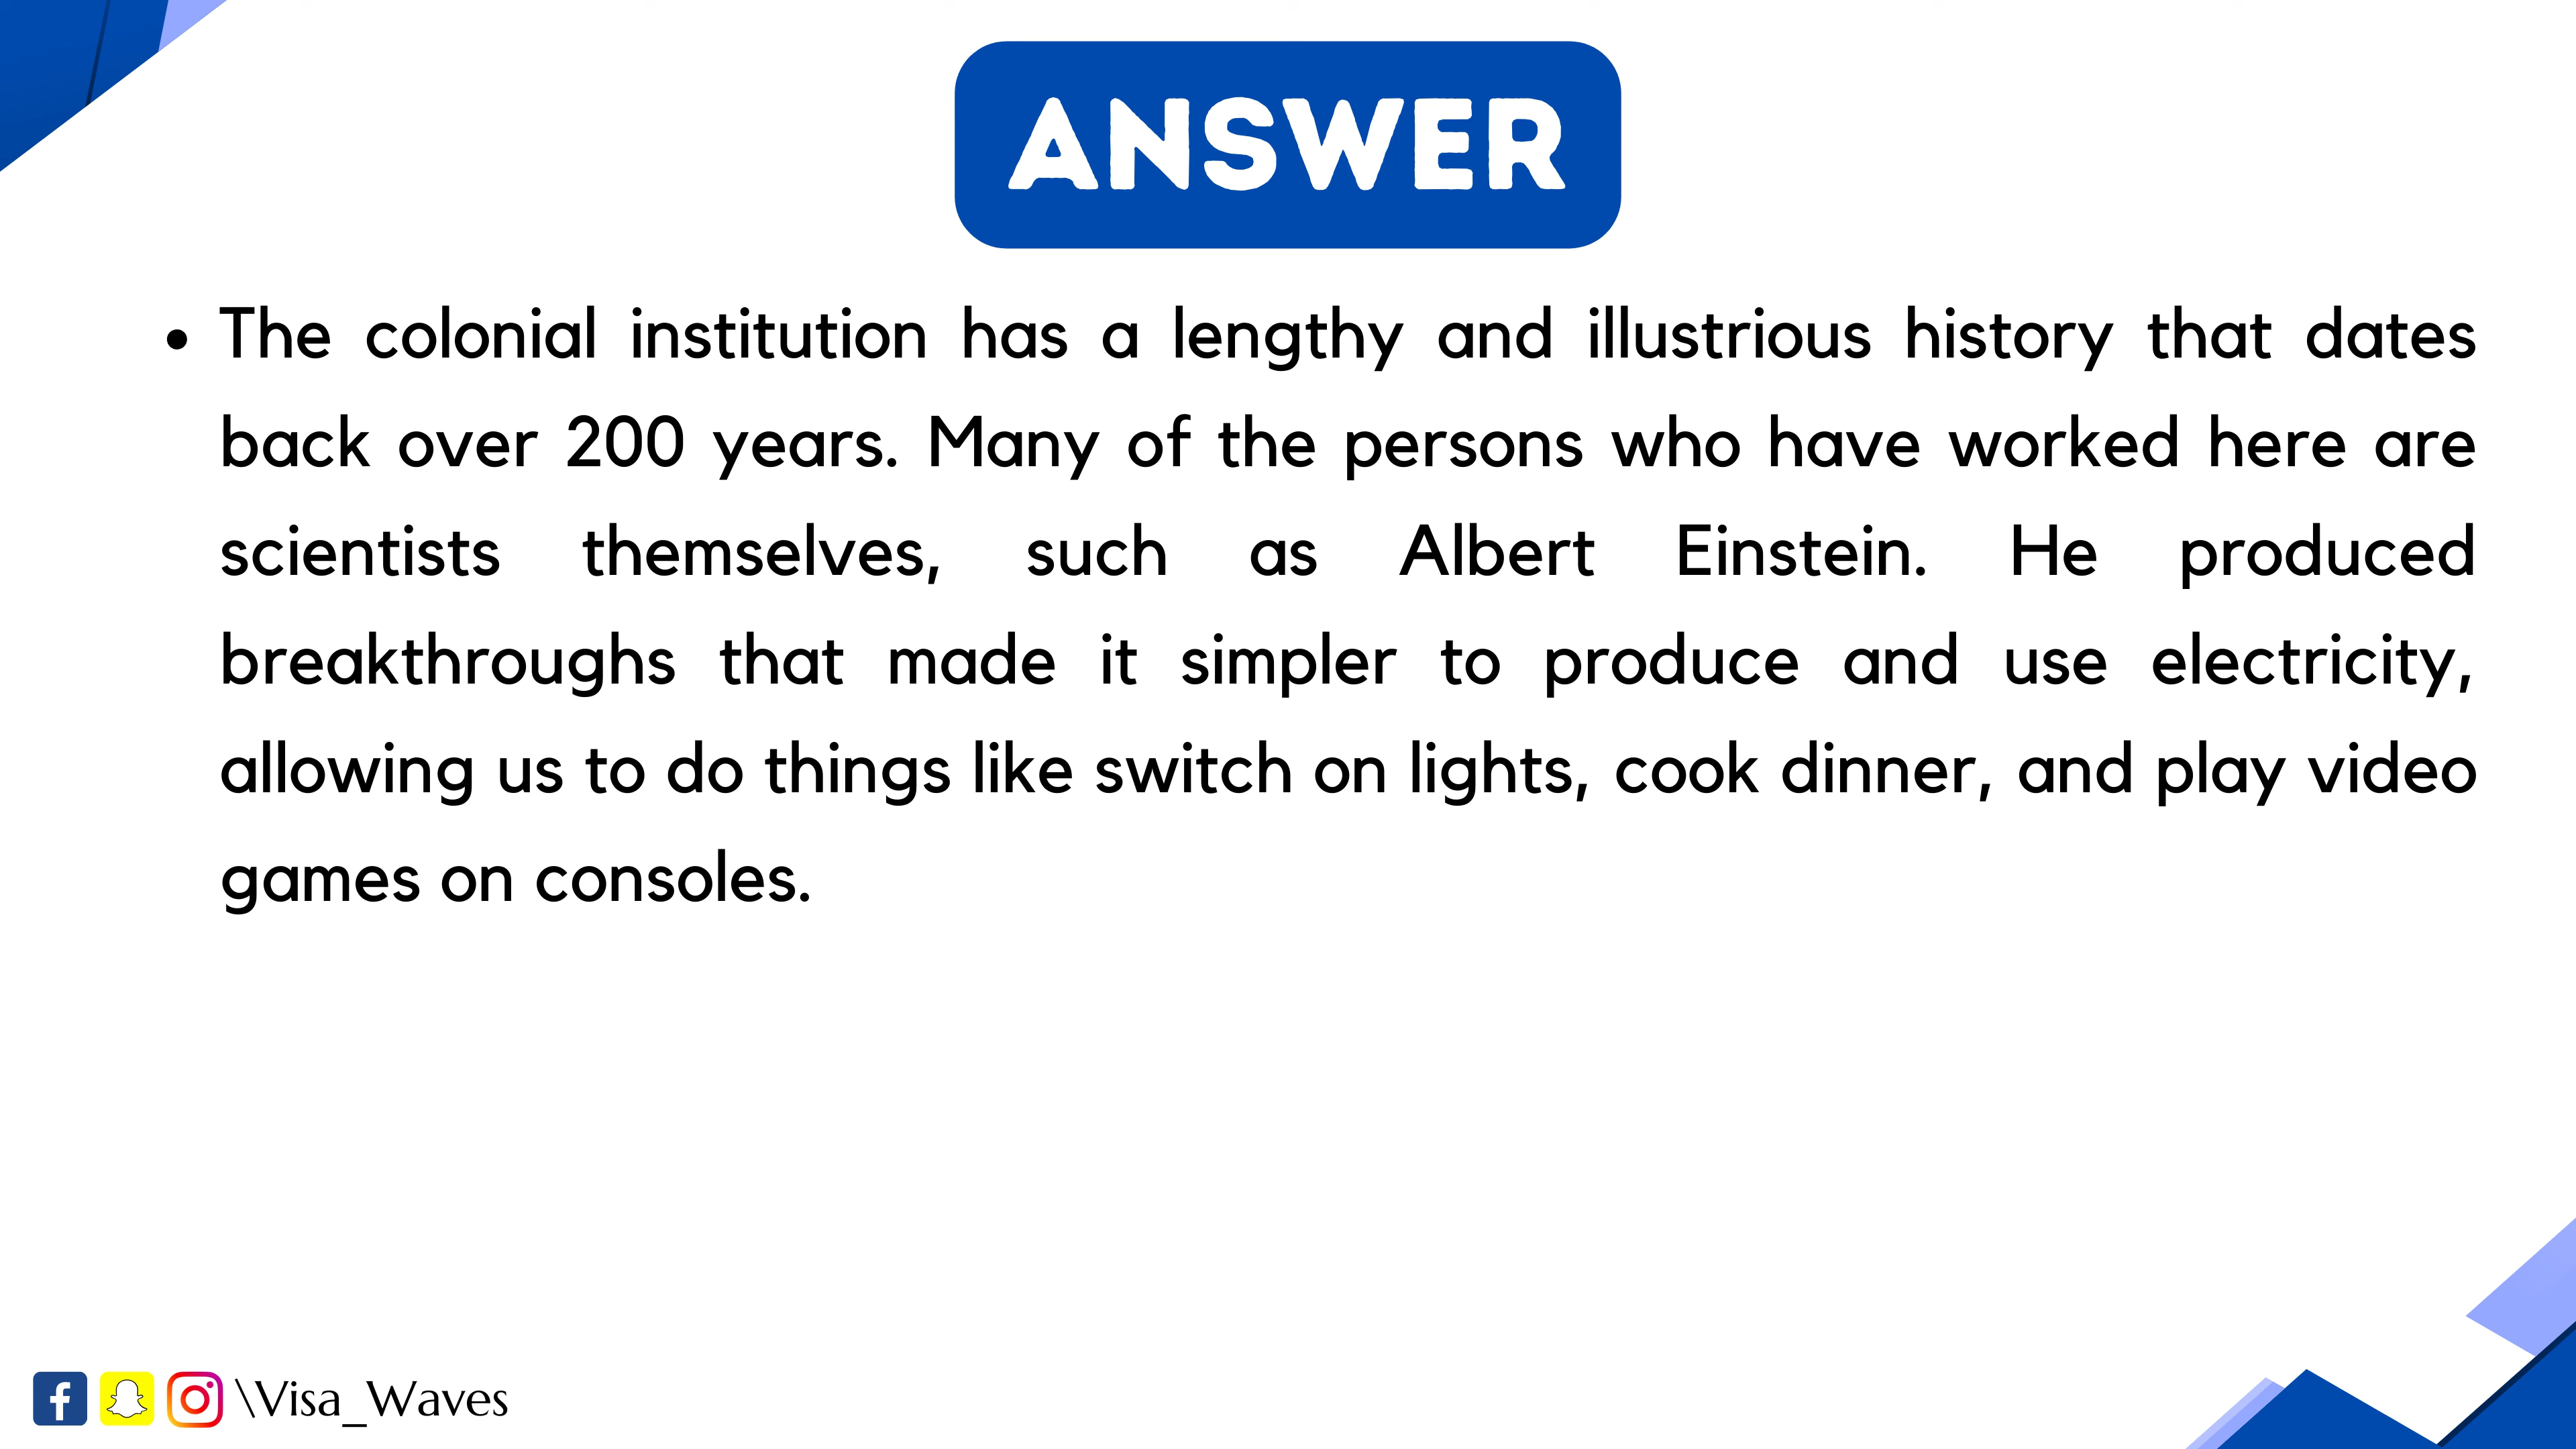 ANSWER
• The colonial institution has a lengthy and illustrious history that dates
back over 200 years. Many of the persons who have worked here are
scientists themselves, such as Albert Einstein. He produced
breakthroughs that made it simpler to produce and use electricity,
allowing us to do things like switch on lights, cook dinner, and play video
games on consoles.
\Visa_Waves